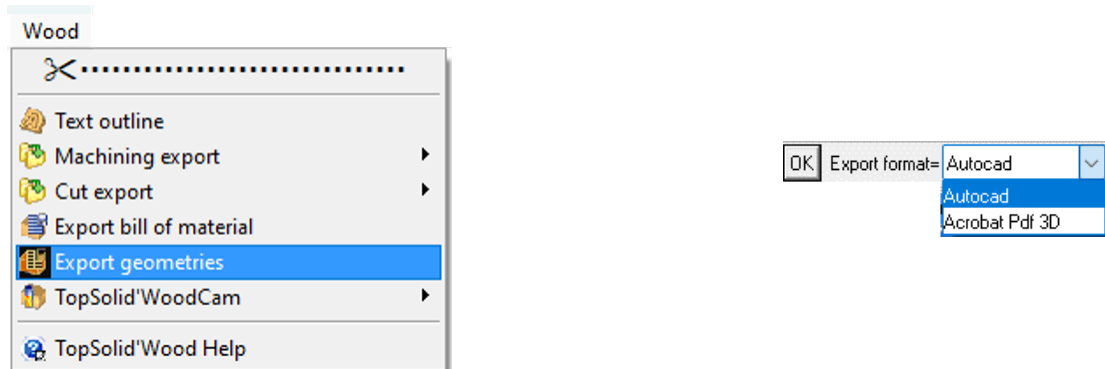 Wood
Text outline
Machining export
Cut export
Export bill of material
Export geometries
TopSolid'WoodCam
TopSolid'Wood Help
OK Export format= Autocad
Autocad
Acrobat Pdf 3D